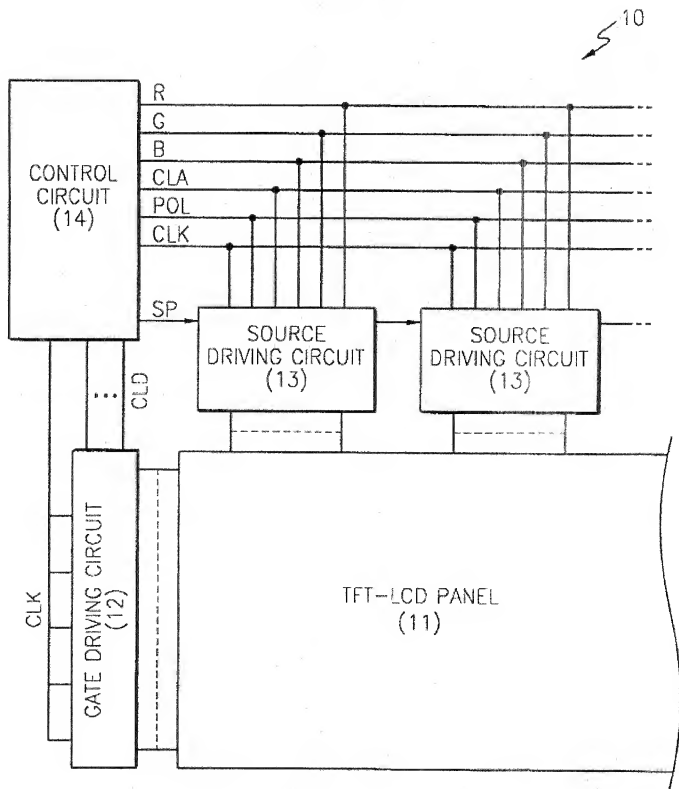 10
R
G
B
CLA
POL
CLK
SP
CONTROL
CIRCUIT
(14)
SOURCE
DRIVING CIRCUIT
(13)
SOURCE
DRIVING CIRCUIT
(13)
CLD
CLK
GATE DRIVING CIRCUIT
(12)
TFT-LCD PANEL
(11)